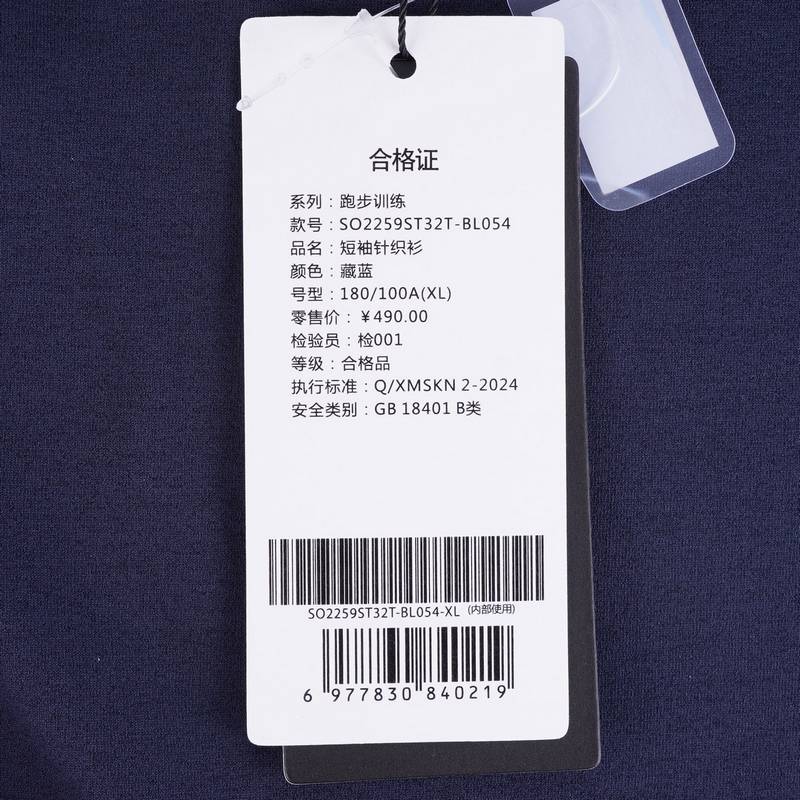 合格证
系列：跑步训练
款号：SO2259ST32T-BL054
品名：短袖针织衫
颜色：藏蓝
号型：180/100A(XL)
零售价：￥490.00
检验员：检001
等级：合格品
执行标准：Q/XMSKN 2-2024
安全类别：GB 18401 B类
SO2259ST32T-BL054-XL (内部使用)
6 977830 840219